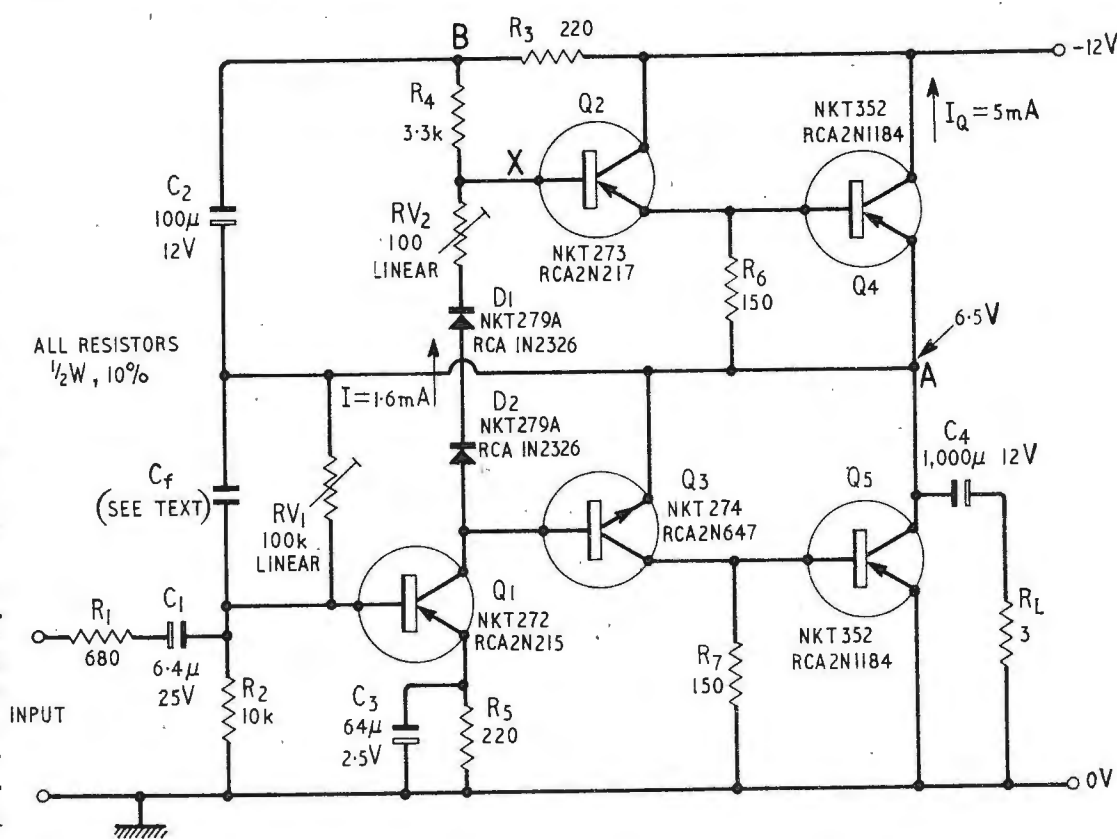 B
R3 220
-12V
R4
3.3k
Q2
NKT352
RCA2N1184
IQ=5mA
X
C2
100μ
12V
RV2
100
LINEAR
NKT273
RCA2N217
R6
150
Q4
D1
NKT279A
RCA IN2326
6.5V
ALL RESISTORS
1/2W, 10%
I=1.6mA
A
D2
NKT279A
RCA IN2326
C4
1,000μ 12V
Cf
(SEE TEXT)
RV1
100k
LINEAR
Q3
NKT274
RCA2N647
Q5
R1
680
C1
6.4μ
25V
Q1
NKT272
RCA2N215
R7
150
NKT352
RCA2N1184
RL
3
INPUT
R2
10k
C3
64μ
2.5V
R5
220
0V